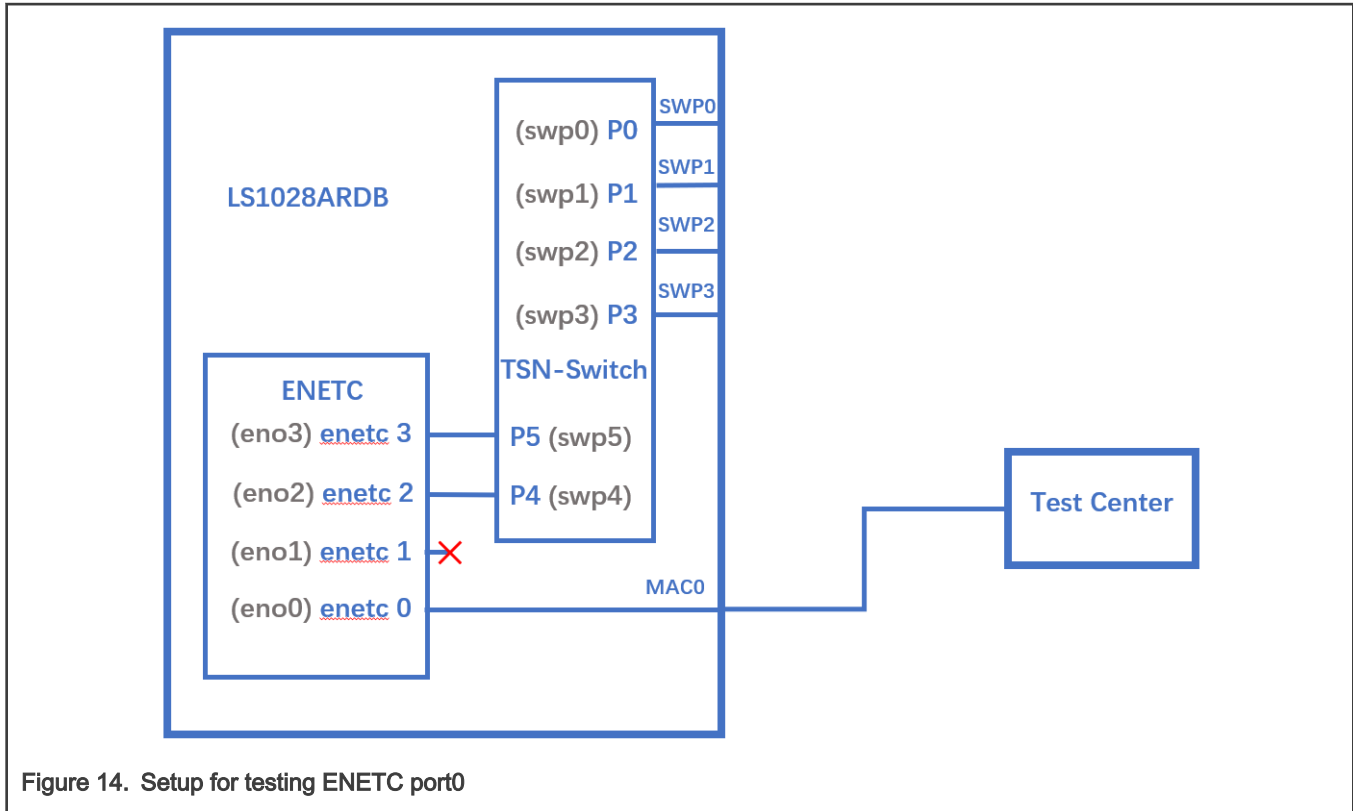 SWP0
(swp0) P0
SWP1
(swp1) P1
LS1028ARDB
SWP2
(swp2) P2
SWP3
(swp3) P3
TSN-Switch
ENETC
(eno3) enetc 3
P5 (swp5)
(eno2) enetc 2
P4 (swp4)
Test Center
(eno1) enetc 1
MAC0
(eno0) enetc 0
Figure 14. Setup for testing ENETC port0